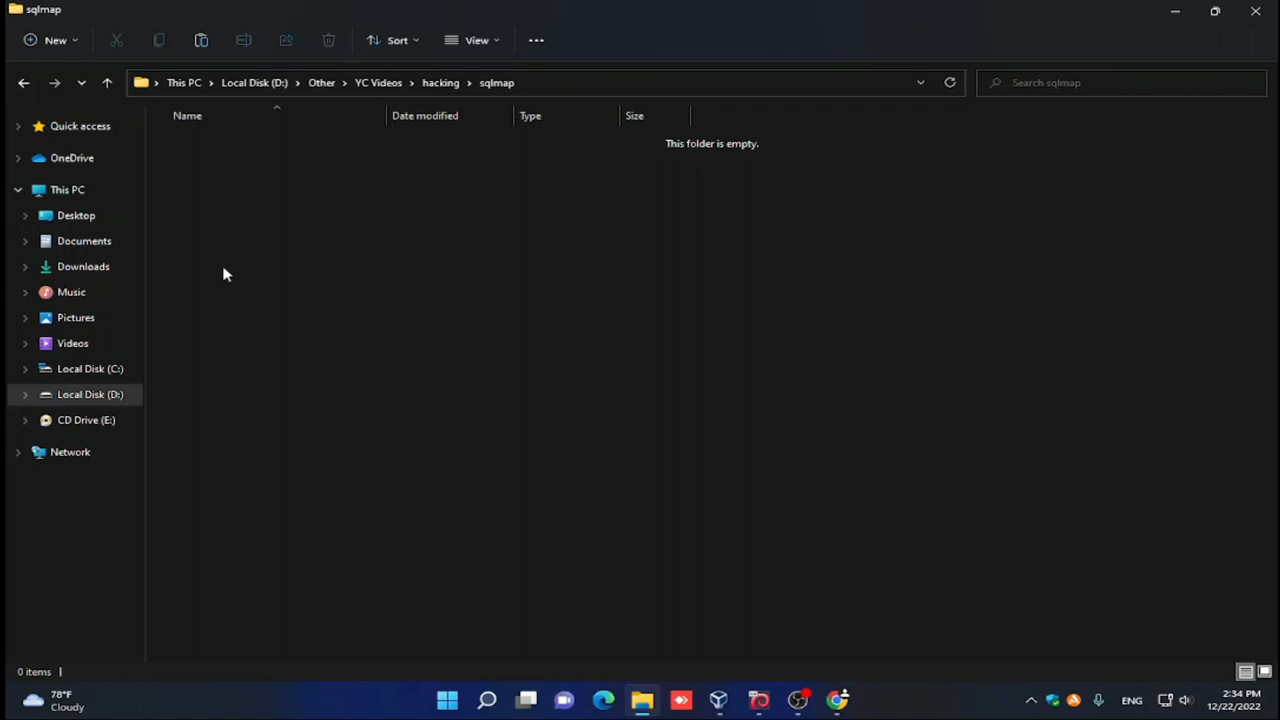 sqlmap
New
Sort
View
This PC
Local Disk (D:)
Other
YC Videos
hacking
sqlmap
Search sqlmap
Name
Date modified
Type
Size
This folder is empty.
Quick access
OneDrive
This PC
Desktop
Documents
Downloads
Music
Pictures
Videos
Local Disk (C:)
Local Disk (D:)
CD Drive (E:)
Network
0 items
78°F
Cloudy
ENG
2:34 PM
12/22/2022